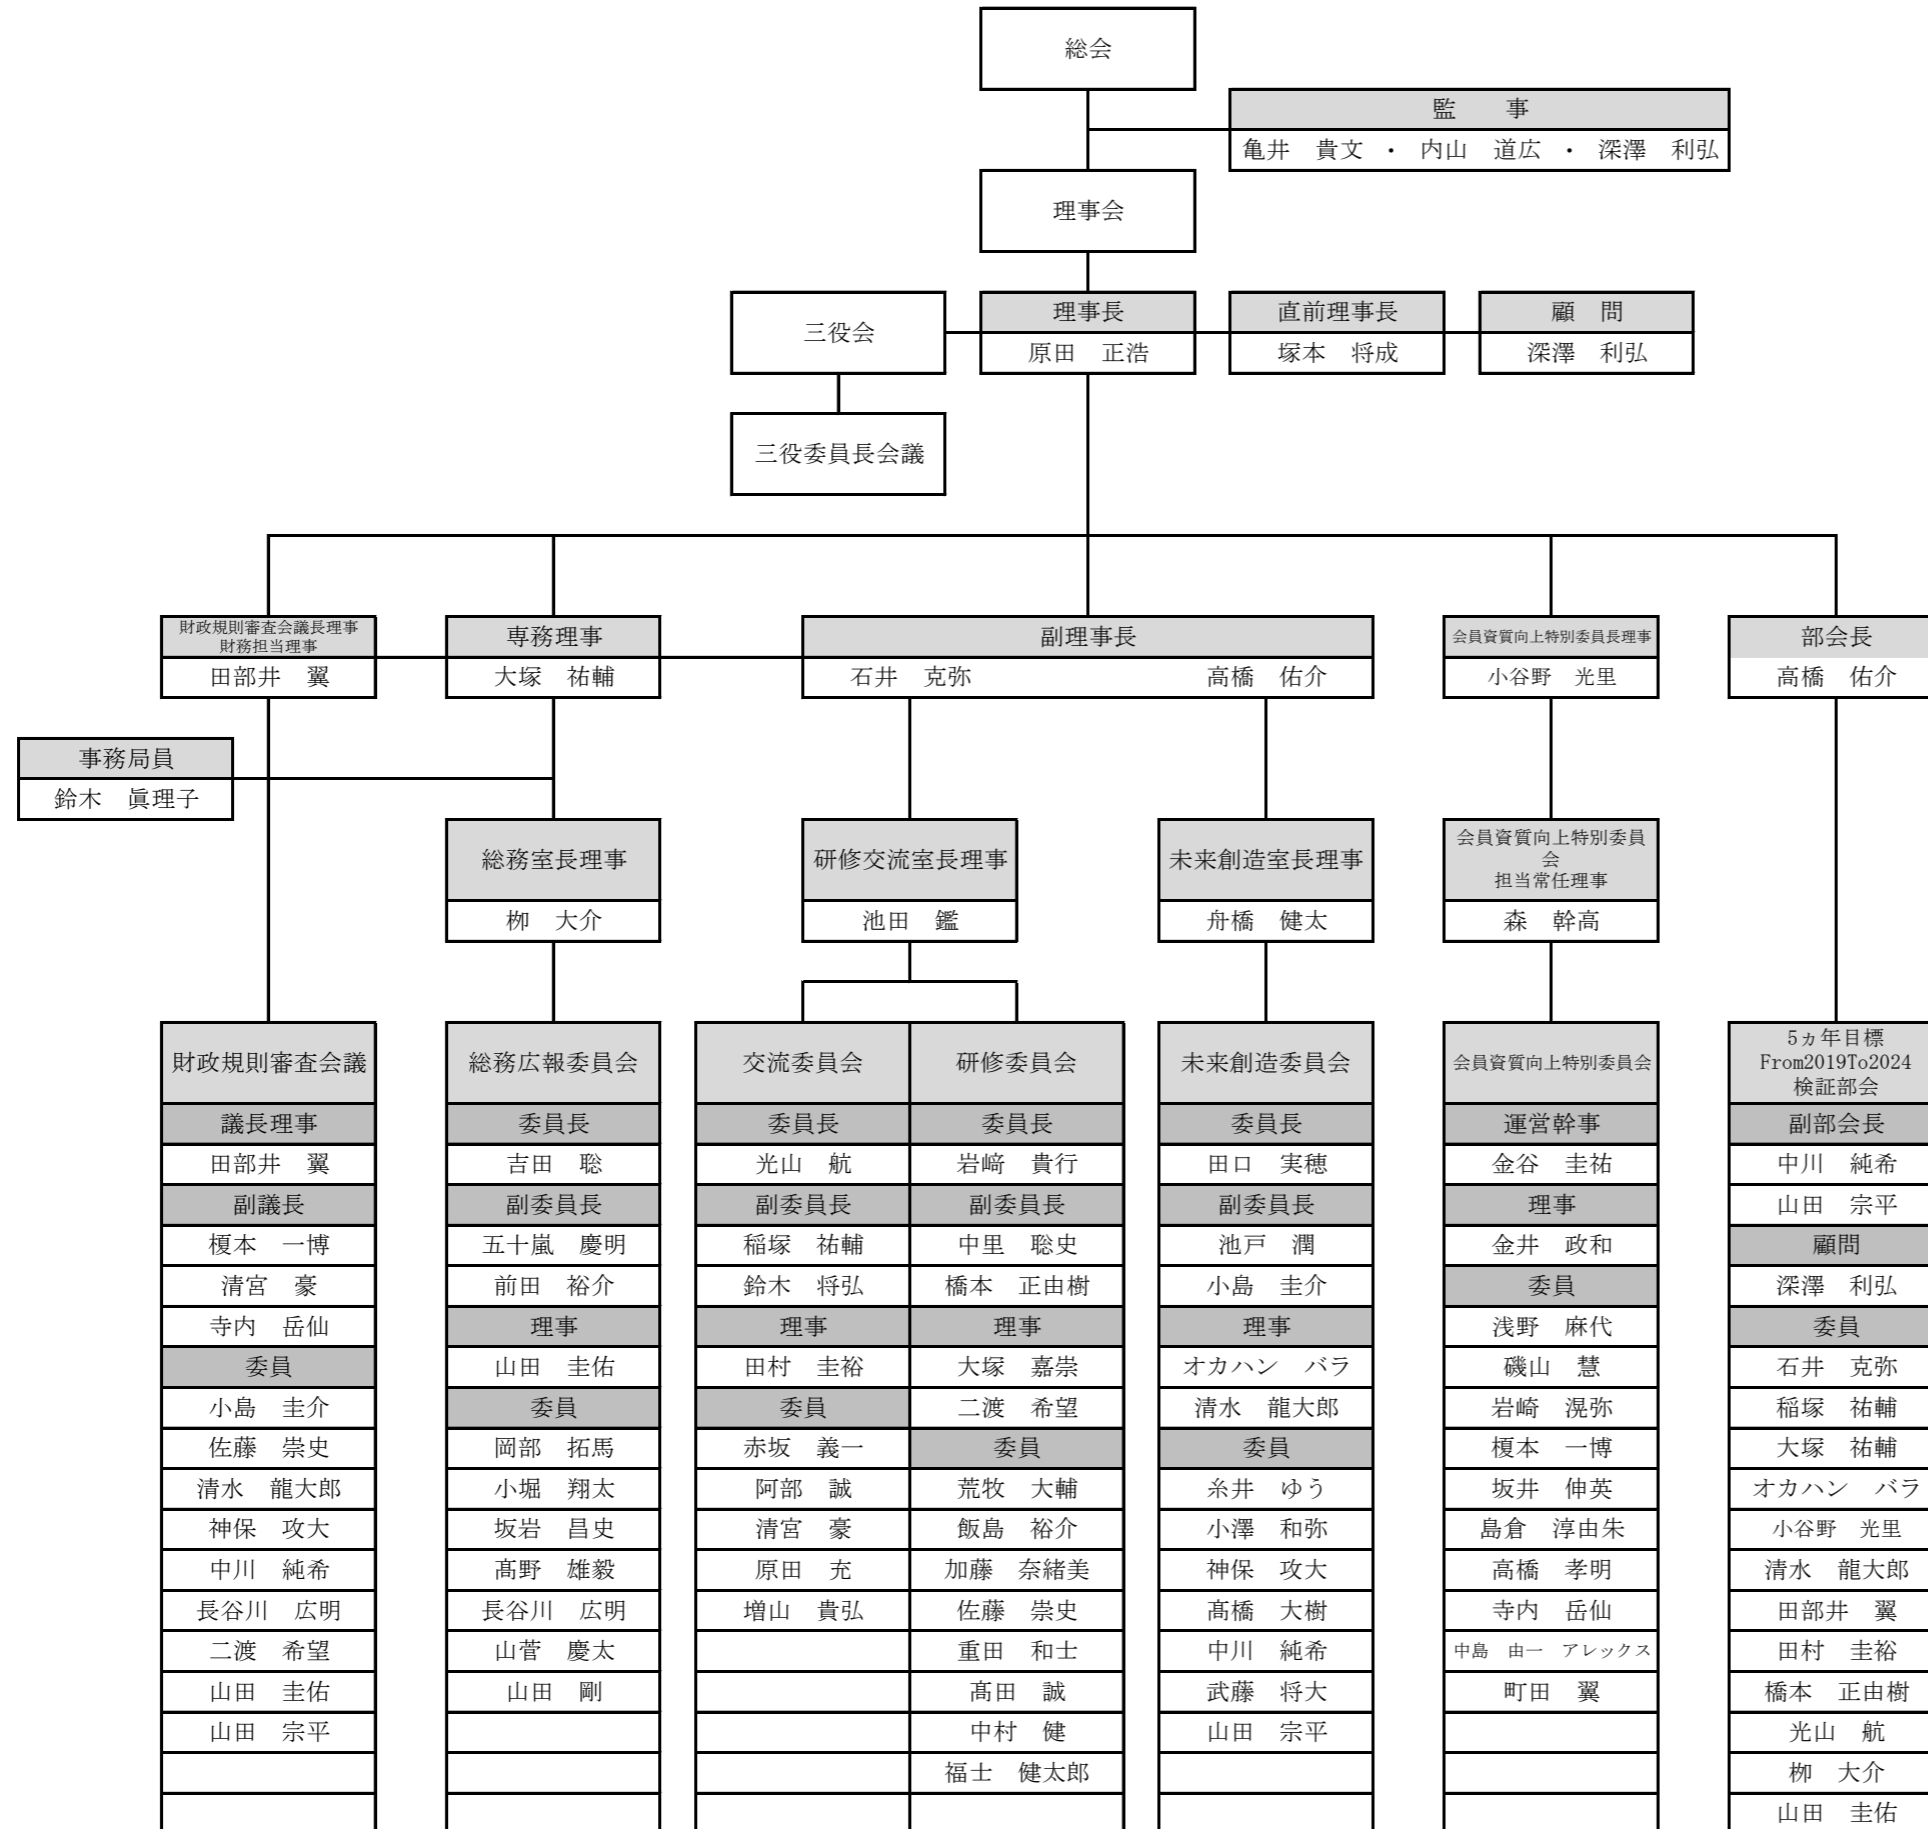 総会
監　事
亀井　貴文　・　内山　道広　・　深澤　利弘
理事会
三役会
理事長
原田　正浩
直前理事長
塚本　将成
顧　問
深澤　利弘
三役委員長会議
財政規則審査会議長理事
財務担当理事
田部井　翼
専務理事
大塚　祐輔
副理事長
石井　克弥　高橋　佑介
会員資質向上特別委員長理事
小谷野　光里
部会長
高橋　佑介
事務局員
鈴木　眞理子
総務室長理事
栁　大介
研修交流室長理事
池田　鑑
未来創造室長理事
舟橋　健太
会員資質向上特別委員
会
担当常任理事
森　幹高
財政規則審査会議
議長理事
田部井　翼
副議長
榎本　一博
清宮　豪
寺内　岳仙
委員
小島　圭介
佐藤　崇史
清水　龍大郎
神保　攻大
中川　純希
長谷川　広明
二渡　希望
山田　圭佑
山田　宗平
総務広報委員会
委員長
吉田　聡
副委員長
五十嵐　慶明
前田　裕介
理事
山田　圭佑
委員
岡部　拓馬
小堀　翔太
坂岩　昌史
髙野　雄毅
長谷川　広明
山菅　慶太
山田　剛
交流委員会
委員長
光山　航
副委員長
稲塚　祐輔
鈴木　将弘
理事
田村　圭裕
委員
赤坂　義一
阿部　誠
清宮　豪
原田　充
増山　貴弘
研修委員会
委員長
岩﨑　貴行
副委員長
中里　聡史
橋本　正由樹
理事
大塚　嘉崇
二渡　希望
委員
荒牧　大輔
飯島　裕介
加藤　奈緒美
佐藤　崇史
重田　和士
髙田　誠
中村　健
福士　健太郎
未来創造委員会
委員長
田口　実穂
副委員長
池戸　潤
小島　圭介
理事
オカハン　バラ
清水　龍大郎
委員
糸井　ゆう
小澤　和弥
神保　攻大
髙橋　大樹
中川　純希
武藤　将大
山田　宗平
会員資質向上特別委員会
運営幹事
金谷　圭祐
理事
金井　政和
委員
浅野　麻代
磯山　慧
岩崎　滉弥
榎本　一博
坂井　伸英
島倉　淳由朱
高橋　孝明
寺内　岳仙
中島　由一　アレックス
町田　翼
5ヵ年目標
From2019To2024
検証部会
副部会長
中川　純希
山田　宗平
顧問
深澤　利弘
委員
石井　克弥
稲塚　祐輔
大塚　祐輔
オカハン　バラ
小谷野　光里
清水　龍大郎
田部井　翼
田村　圭裕
橋本　正由樹
光山　航
栁　大介
山田　圭佑